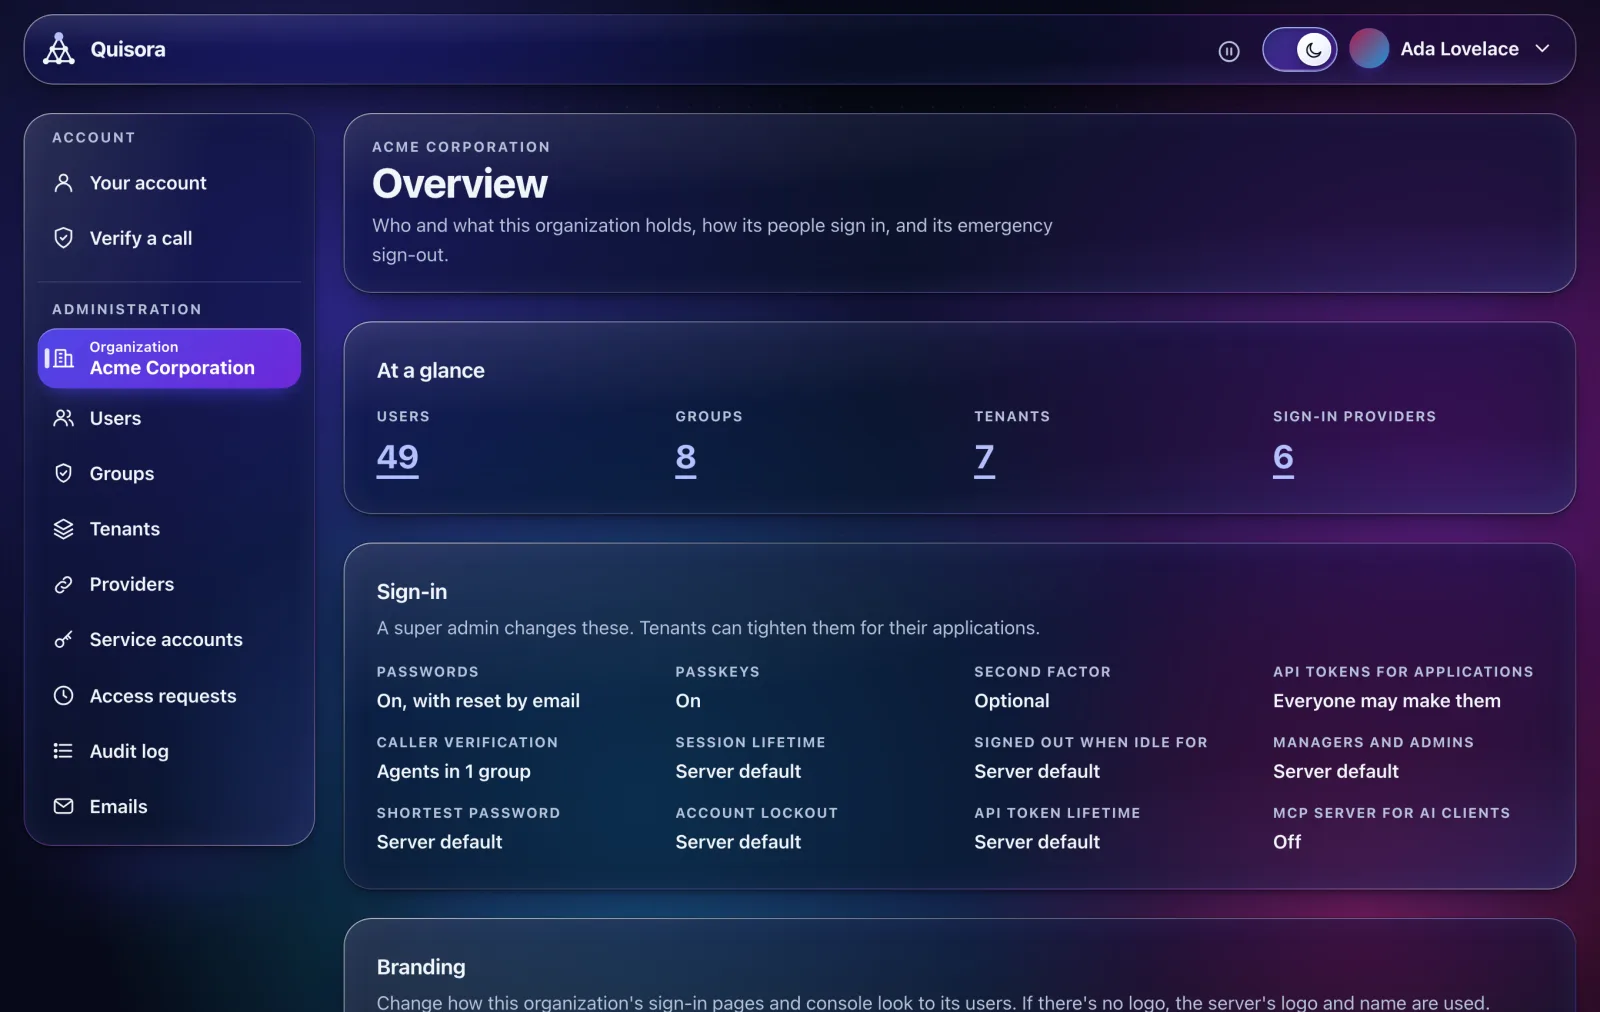 Quisora
Ada Lovelace
ACCOUNT
Your account
Verify a call
ADMINISTRATION
Organization
Acme Corporation
Users
Groups
Tenants
Providers
Service accounts
Access requests
Audit log
Emails
ACME CORPORATION
Overview
Who and what this organization holds, how its people sign in, and its emergency
sign-out.
At a glance
USERS GROUPS TENANTS SIGN-IN PROVIDERS
49 8 7 6
Sign-in
A super admin changes these. Tenants can tighten them for their applications.
PASSWORDS PASSKEYS SECOND FACTOR API TOKENS FOR APPLICATIONS
On, with reset by email On Optional Everyone may make them
CALLER VERIFICATION SESSION LIFETIME SIGNED OUT WHEN IDLE FOR MANAGERS AND ADMINS
Agents in 1 group Server default Server default Server default
SHORTEST PASSWORD ACCOUNT LOCKOUT API TOKEN LIFETIME MCP SERVER FOR AI CLIENTS
Server default Server default Server default Off
Branding
Change how this organization's sign-in pages and console look to its users. If there's no logo, the server's logo and name are used.